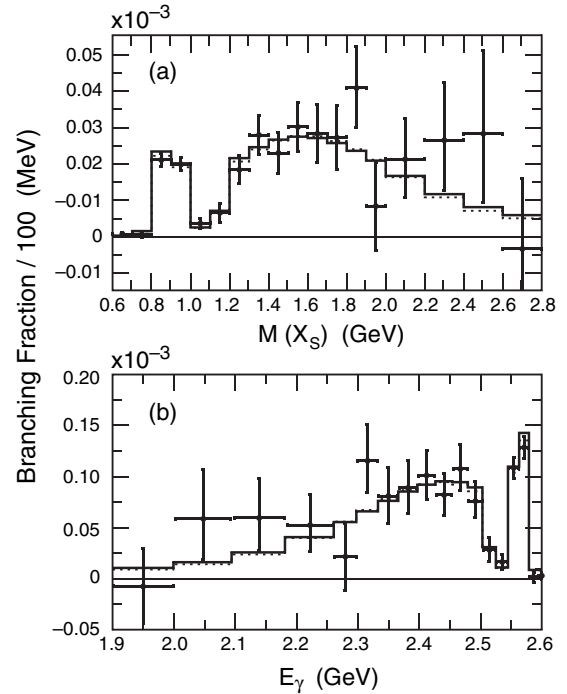 x10⁻³
0.05
(a)
0.04
0.03
0.02
−0.01
0
−0.01
0.6 0.8 1.0 1.2 1.4 1.6 1.8 2.0 2.2 2.4 2.6 2.8
M (X_S) (GeV)
Branching Fraction / 100 (MeV)
x10⁻³
0.20
(b)
0.15
0.10
0.05
0
−0.05
1.9 2.0 2.1 2.2 2.3 2.4 2.5 2.6
E_γ (GeV)